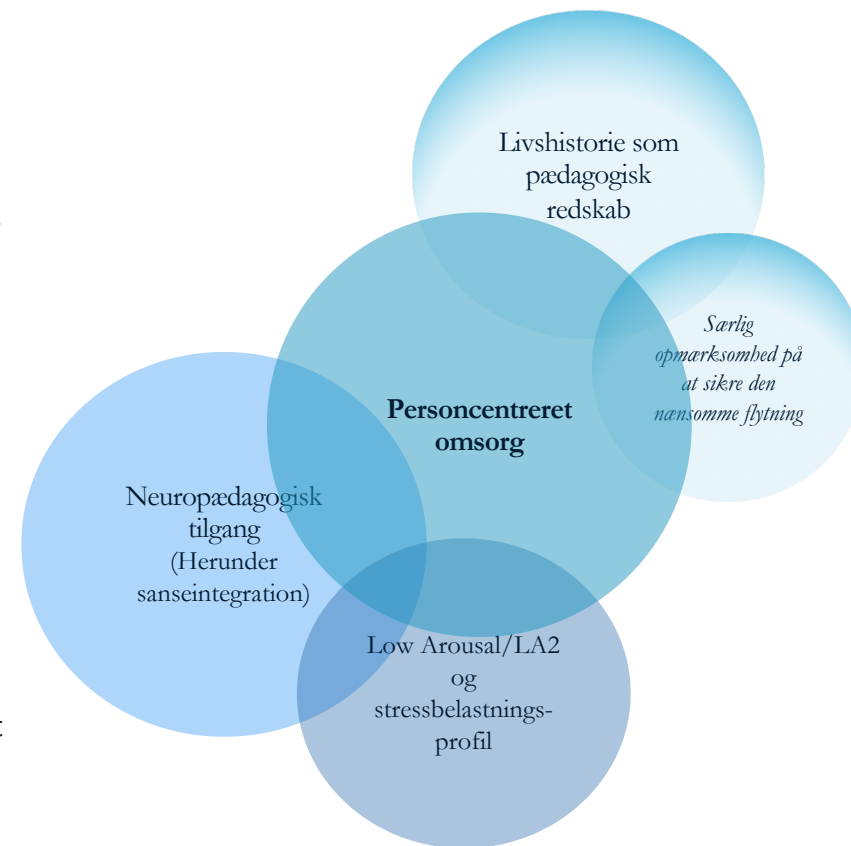 Livshistorie som
pædagogisk
redskab
Særlig
opmærksomhed på
at sikre den
nænsomme flytning
Personcentreret
omsorg
Neuropædagogisk
tilgang
(Herunder
sanseintegration)
Low Arousal/LA2
og
stressbelastnings-
profil